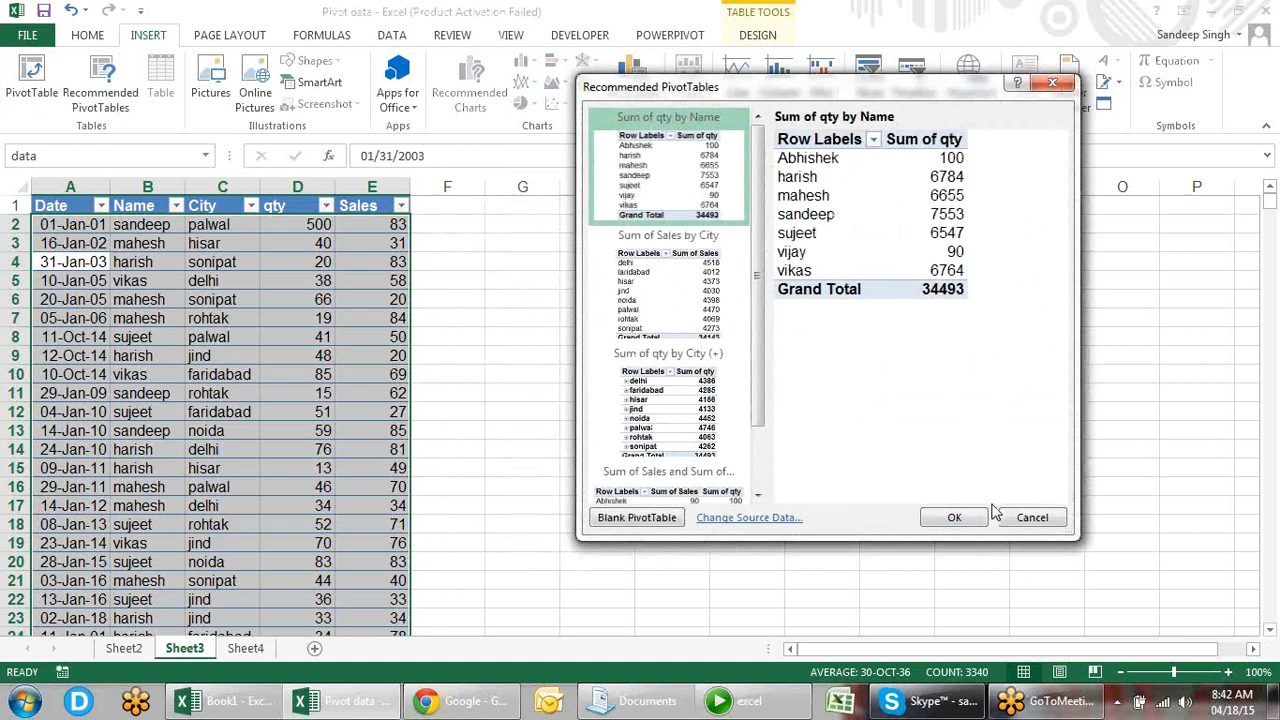 Pivot data - Excel (Product Activation Failed)
TABLE TOOLS
FILE HOME INSERT PAGE LAYOUT FORMULAS DATA REVIEW VIEW DEVELOPER POWERPIVOT DESIGN
Sandeep Singh
PivotTable
Recommended PivotTables
Table
Pictures
Online Pictures
Shapes
SmartArt
Screenshot
Apps for Office
Recommended Charts
Equation
Symbol
Tables
Illustrations
Apps
Charts
Symbols
data
01/31/2003
A B C D E F G O P
1 Date Name City qty Sales
2 01-Jan-01 sandeep palwal 500 83
3 16-Jan-02 mahesh hisar 40 31
4 31-Jan-03 harish sonipat 20 83
5 10-Jan-05 vikas delhi 38 58
6 20-Jan-05 mahesh sonipat 66 20
7 05-Jan-06 mahesh rohtak 19 84
8 11-Oct-14 sujeet palwal 41 50
9 12-Oct-14 harish jind 48 20
10 10-Oct-14 vikas faridabad 85 69
11 29-Jan-09 sandeep rohtak 15 62
12 04-Jan-10 sujeet faridabad 51 27
13 14-Jan-10 sandeep noida 59 85
14 24-Jan-10 harish delhi 76 81
15 09-Jan-11 harish hisar 13 49
16 29-Jan-11 mahesh palwal 46 70
17 14-Jan-12 mahesh delhi 34 34
18 08-Jan-13 sujeet rohtak 52 71
19 23-Jan-14 vikas jind 70 76
20 28-Jan-15 sujeet noida 83 83
21 03-Jan-16 mahesh sonipat 44 40
22 13-Jan-16 sujeet jind 36 33
23 02-Jan-18 harish jind 33 34
24 11-Jan-01 harish faridabad 34 78
Recommended PivotTables
Sum of qty by Name
Row Labels Sum of qty
Abhishek 100
harish 6784
mahesh 6655
sandeep 7553
sujeet 6547
vijay 90
vikas 6764
Grand Total 34493
Sum of Sales by City
Row Labels Sum of Sales
delhi 4518
faridabad 4012
hisar 4373
jind 4030
noida 4398
palwal 4470
rohtak 4069
sonipat 4273
Grand Total 34143
Sum of qty by City (+)
Row Labels Sum of qty
delhi 4386
faridabad 4285
hisar 4166
jind 4133
noida 4452
palwal 4746
rohtak 4063
sonipat 4262
Grand Total 34493
Sum of Sales and Sum of...
Row Labels Sum of Sales Sum of qty
Abhishek 90 100
Sum of qty by Name
Row Labels Sum of qty
Abhishek 100
harish 6784
mahesh 6655
sandeep 7553
sujeet 6547
vijay 90
vikas 6764
Grand Total 34493
Blank PivotTable
Change Source Data...
OK
Cancel
Sheet2 Sheet3 Sheet4
READY
AVERAGE: 30-OCT-36 COUNT: 3340
100%
Book1 - Exc...
Pivot data -...
Google - G...
Documents
excel
Skype™ - sa...
GoToMeeti...
8:42 AM
04/18/15